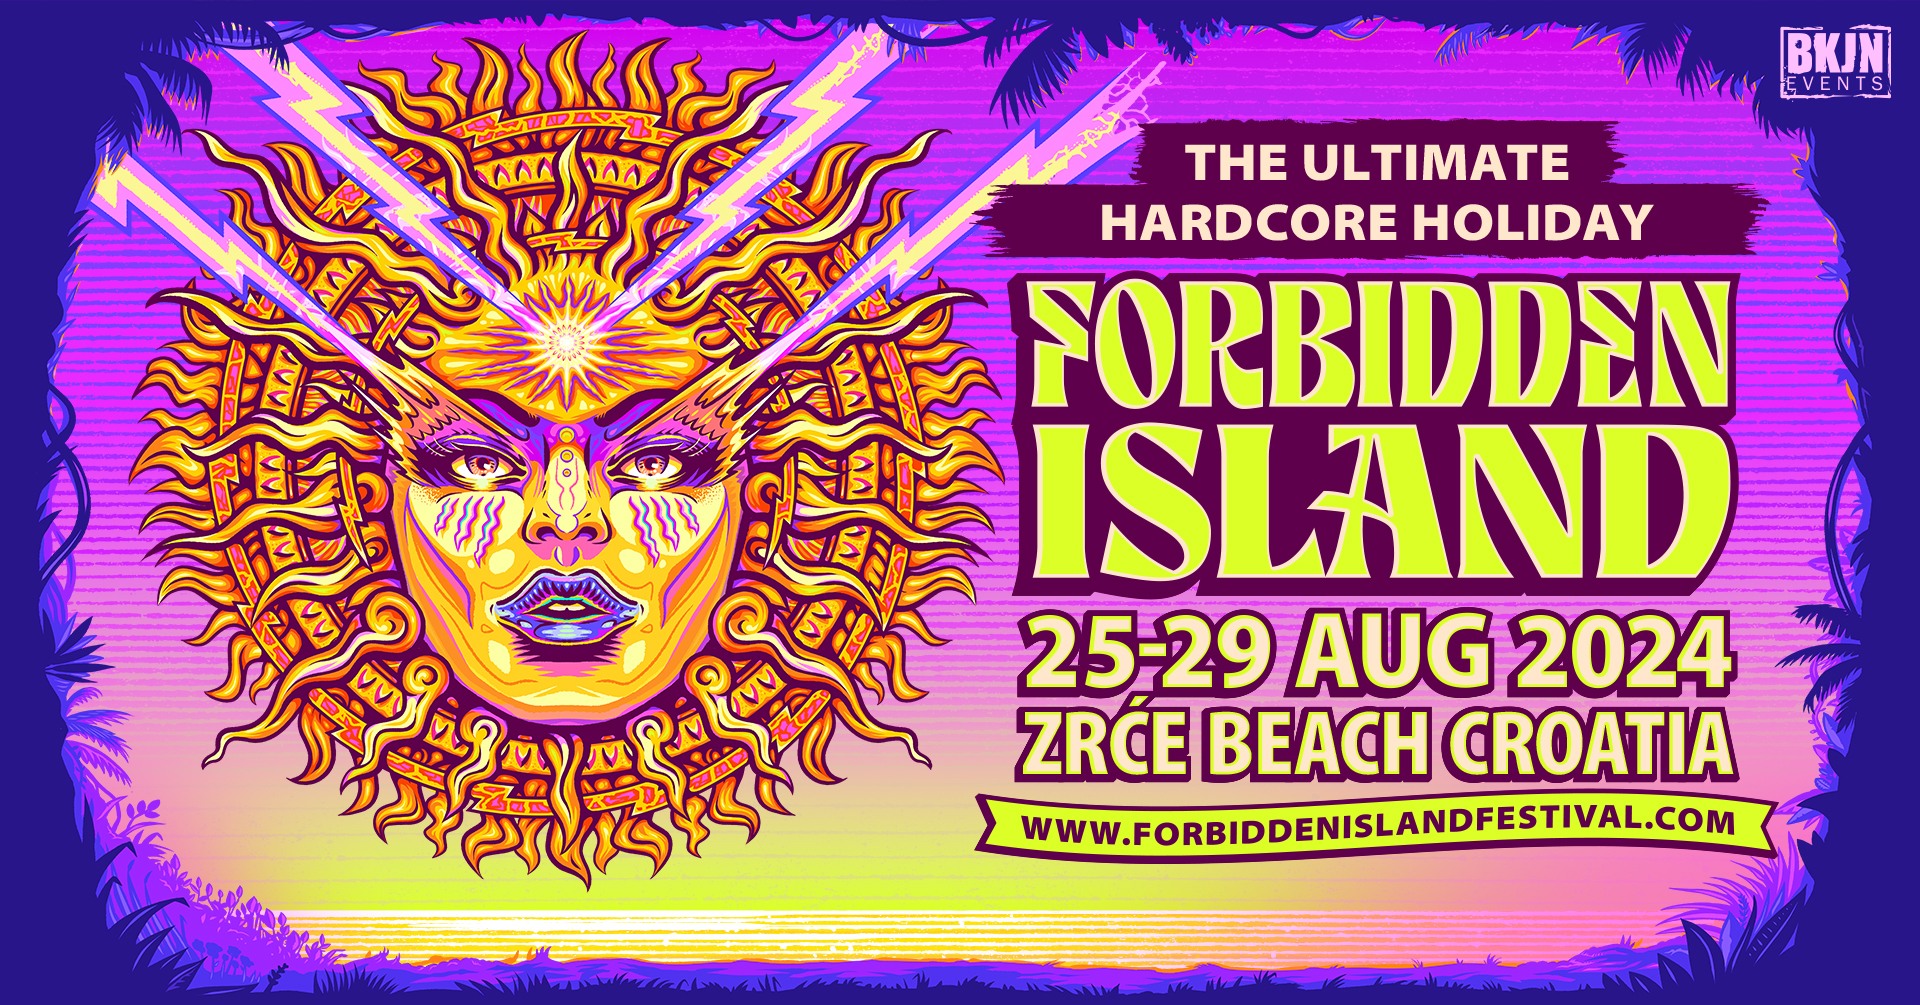 BKJN
EVENTS
THE ULTIMATE
HARDCORE HOLIDAY
FORBIDDEN
ISLAND
25-29 AUG 2024
ZRĆE BEACH CROATIA
WWW.FORBIDDENISLANDFESTIVAL.COM